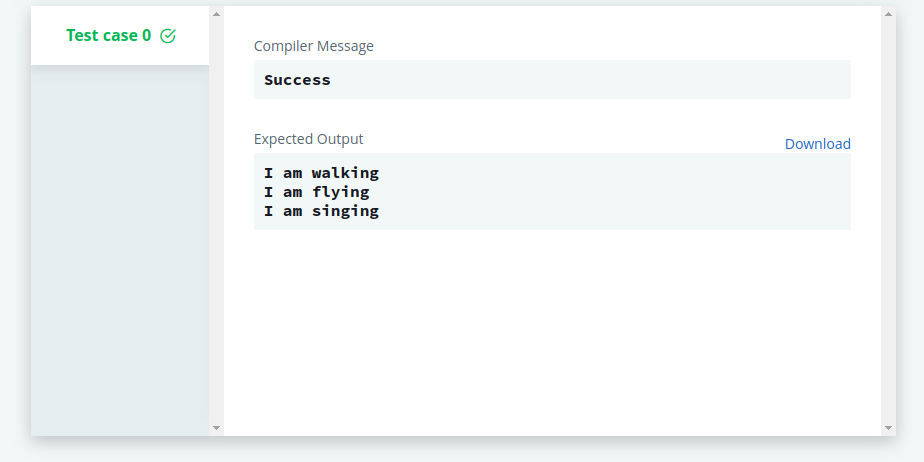 Test case 0
Compiler Message
Success
Expected Output
Download
I am walking
I am flying
I am singing